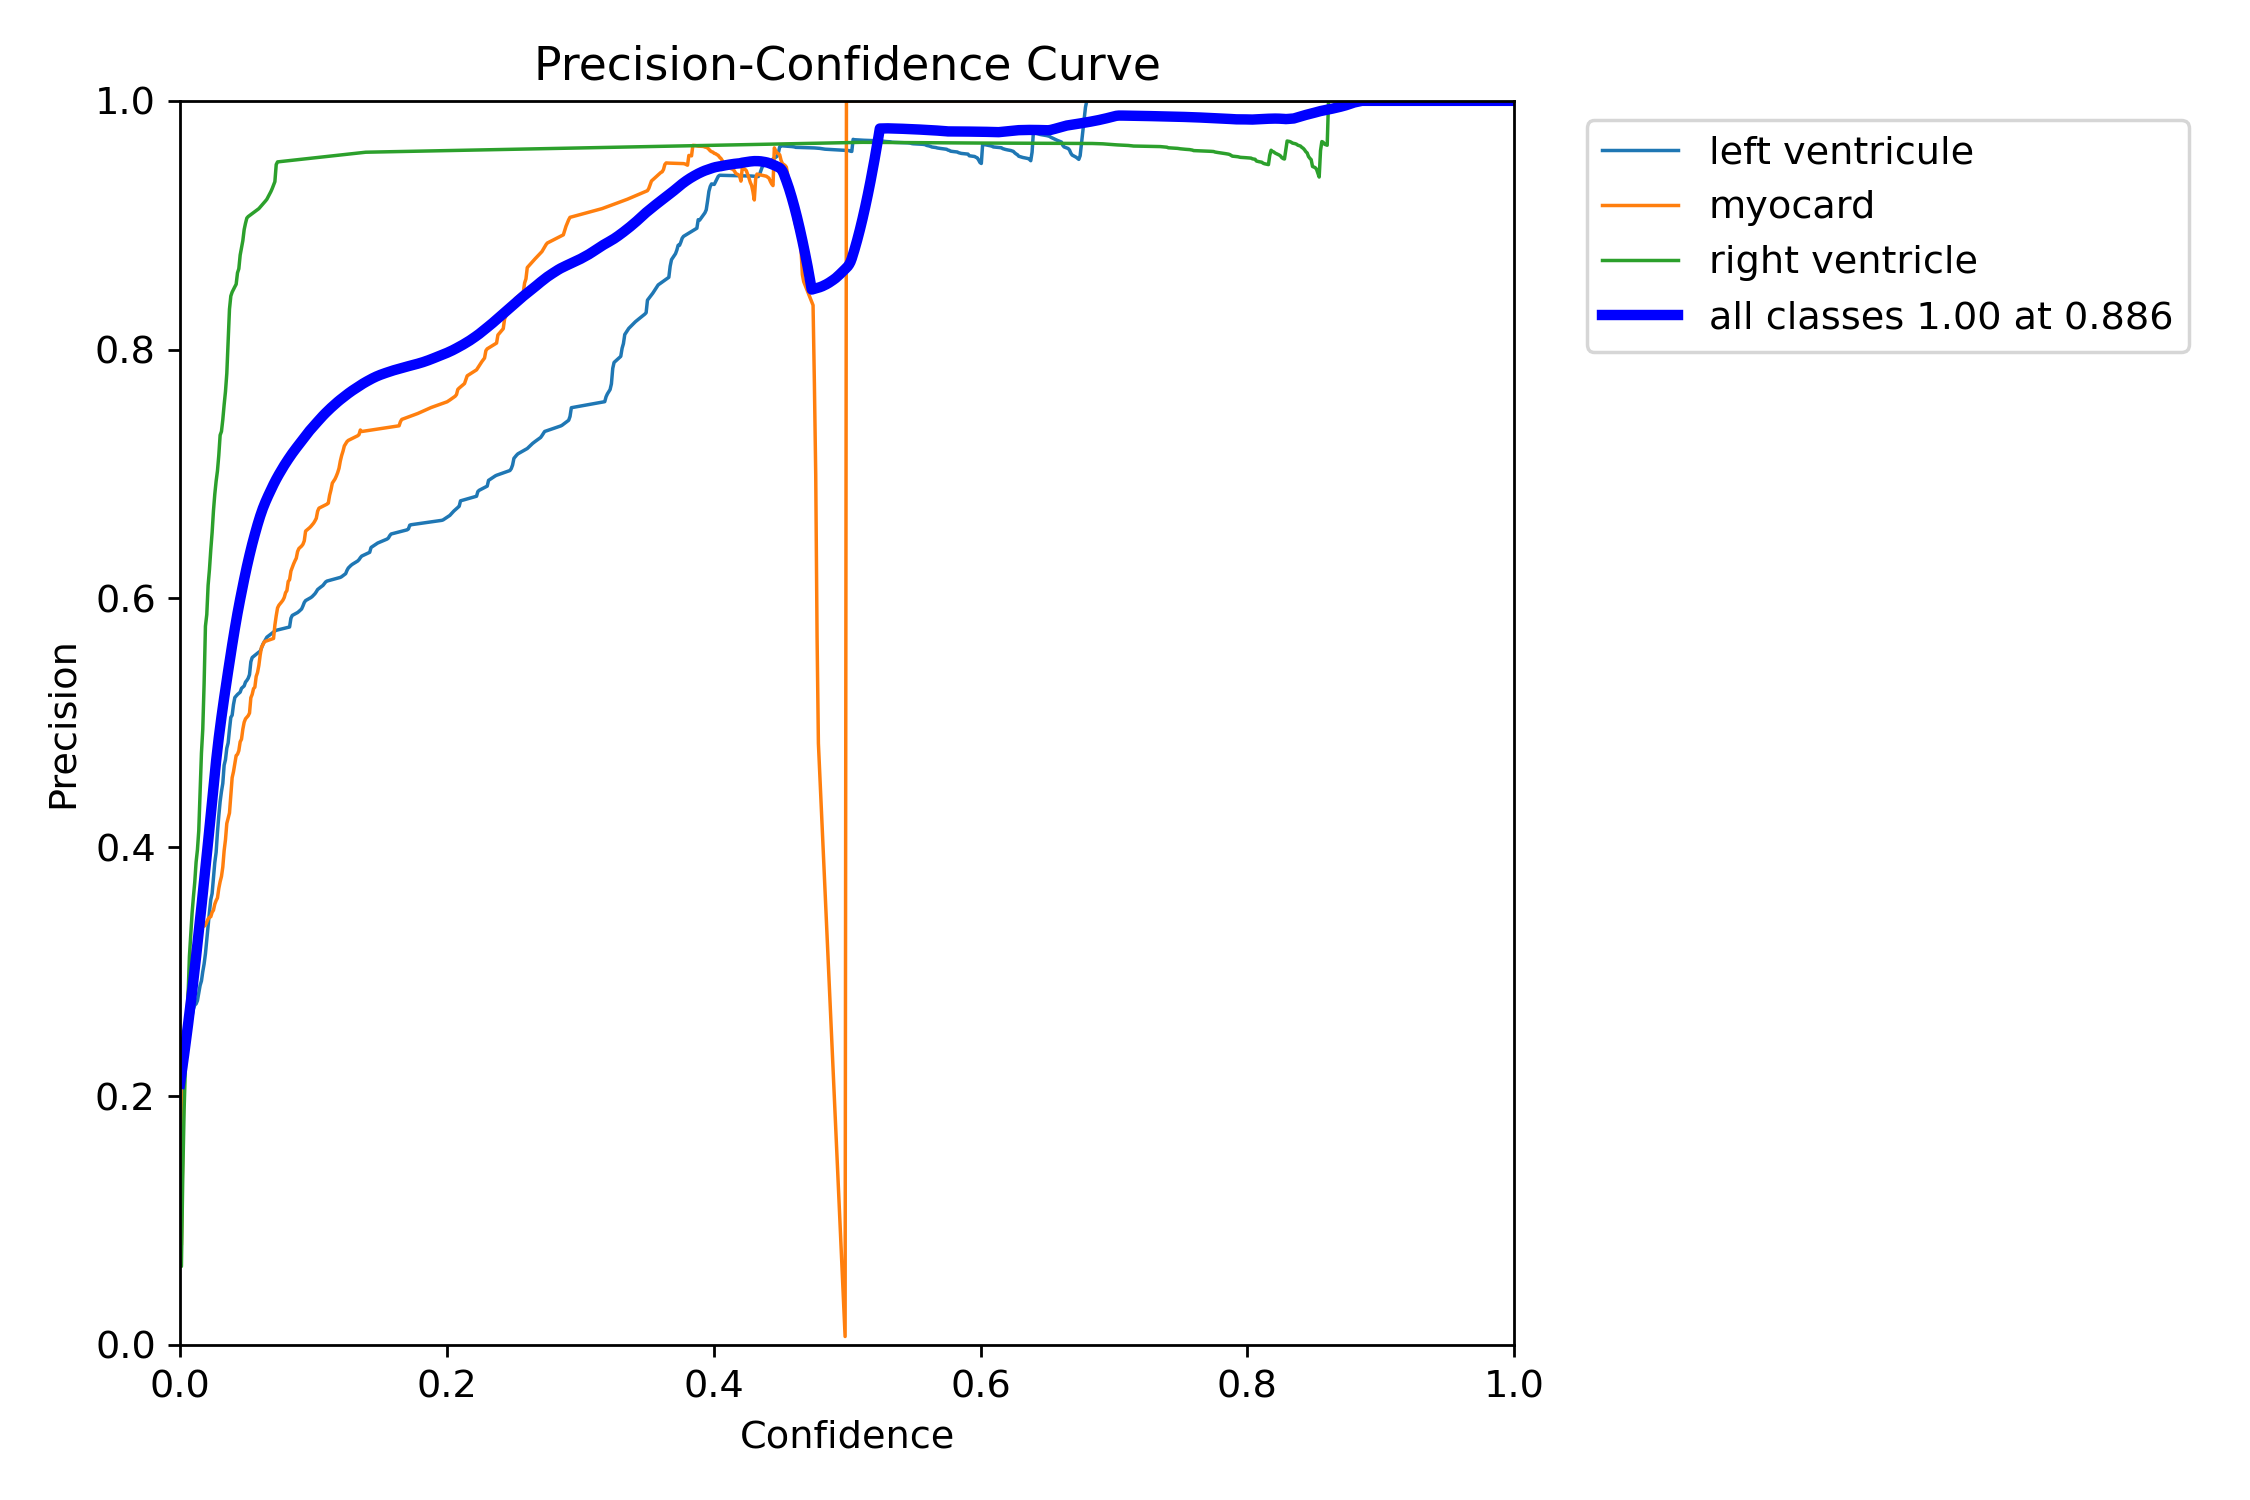 Precision-Confidence Curve
1.0
0.8
0.6
0.4
0.2
0.0
Precision
0.0 0.2 0.4 0.6 0.8 1.0
Confidence
left ventricule
myocard
right ventricle
all classes 1.00 at 0.886